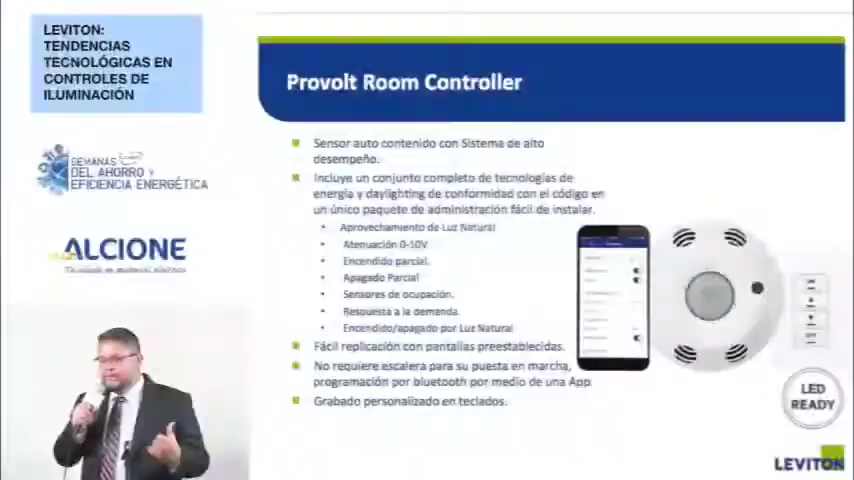 LEVITON:
TENDENCIAS
TECNOLÓGICAS EN
CONTROLES DE
ILUMINACIÓN
SEMANAS
DEL AHORRO Y
EFICIENCIA ENERGÉTICA
ALCIONE
Provolt Room Controller
Sensor auto contenido con Sistema de alto
desempeño.
Incluye un conjunto completo de tecnologías de
energía y daylighting de conformidad con el código en
un único paquete de administración fácil de instalar.
Aprovechamiento de Luz Natural
Atenuación 0-10V
Encendido parcial.
Apagado Parcial
Sensores de ocupación.
Respuesta a la demanda.
Encendido/apagado por Luz Natural
Fácil replicación con pantallas preestablecidas.
No requiere escalera para su puesta en marcha,
programación por bluetooth por medio de una App
Grabado personalizado en teclados.
LED
READY
LEVITON